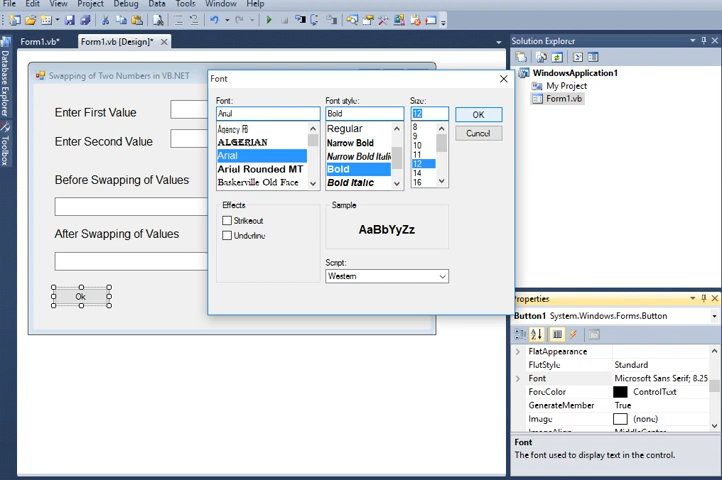 File Edit View Project Build Debug Data Tools Window Help
Form1.vb* Form1.vb [Design]*
Database Explorer
Toolbox
Swapping of Two Numbers in VB.NET
Enter First Value
Enter Second Value
Before Swapping of Values
After Swapping of Values
Ok
Font
Font: Font style: Size:
Arial Bold 12
Agency FB
ALGERIAN
Arial
Arial Rounded MT
Baskerville Old Face
Regular
Narrow Bold
Narrow Bold Italic
Bold
Bold Italic
8
9
10
11
12
14
16
OK
Cancel
Effects
Strikeout
Underline
Sample
AaBbYyZz
Script:
Western
Solution Explorer
WindowsApplication1
My Project
Form1.vb
Properties
Button1 System.Windows.Forms.Button
FlatAppearance
FlatStyle Standard
Font Microsoft Sans Serif; 8.25
ForeColor ControlText
GenerateMember True
Image (none)
ImageAlign MiddleCenter
Font
The font used to display text in the control.